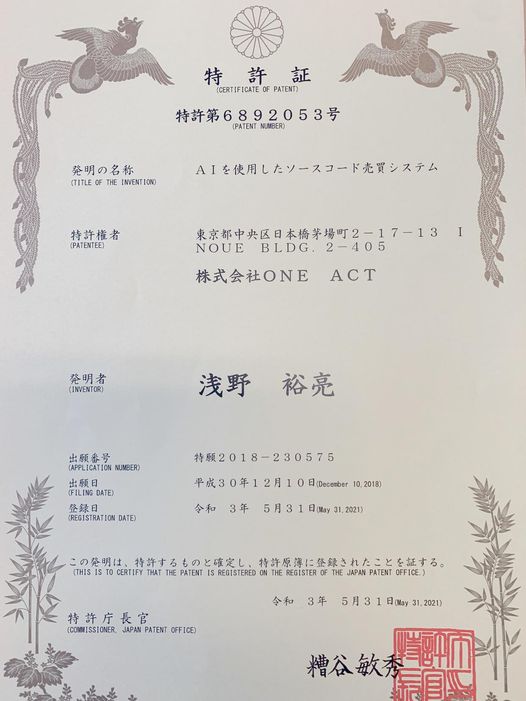 特許証
(CERTIFICATE OF PATENT)
特許第6892053号
(PATENT NUMBER)
発明の名称
(TITLE OF THE INVENTION)
ＡＩを使用したソースコード売買システム
特許権者
(PATENTEE)
東京都中央区日本橋茅場町２－１７－１３　Ｉ
ＮＯＵＥ　ＢＬＤＧ．２－４０５
株式会社ＯＮＥ　ＡＣＴ
発明者
(INVENTOR)
浅野　裕亮
出願番号
(APPLICATION NUMBER)
特願２０１８－２３０５７５
出願日
(FILING DATE)
平成３０年１２月１０日(December 10,2018)
登録日
(REGISTRATION DATE)
令和　３年　５月３１日(May 31,2021)
この発明は、特許するものと確定し、特許原簿に登録されたことを証する。
(THIS IS TO CERTIFY THAT THE PATENT IS REGISTERED ON THE REGISTER OF THE JAPAN PATENT OFFICE.)
令和　３年　５月３１日(May 31,2021)
特許庁長官
(COMMISSIONER, JAPAN PATENT OFFICE)
糟谷敏秀